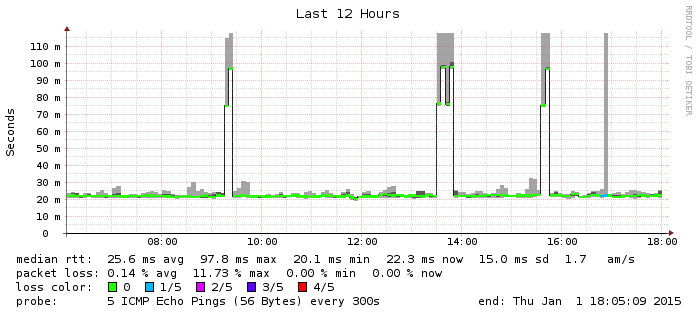 Last 12 Hours
RRDTOOL / TOBI OETIKER
Seconds
110 m
100 m
90 m
80 m
70 m
60 m
50 m
40 m
30 m
20 m
10 m
0
08:00 10:00 12:00 14:00 16:00 18:00
median rtt: 25.6 ms avg 97.8 ms max 20.1 ms min 22.3 ms now 15.0 ms sd 1.7 am/s
packet loss: 0.14 % avg 11.73 % max 0.00 % min 0.00 % now
loss color: 0 1/5 2/5 3/5 4/5
probe: 5 ICMP Echo Pings (56 Bytes) every 300s end: Thu Jan 1 18:05:09 2015